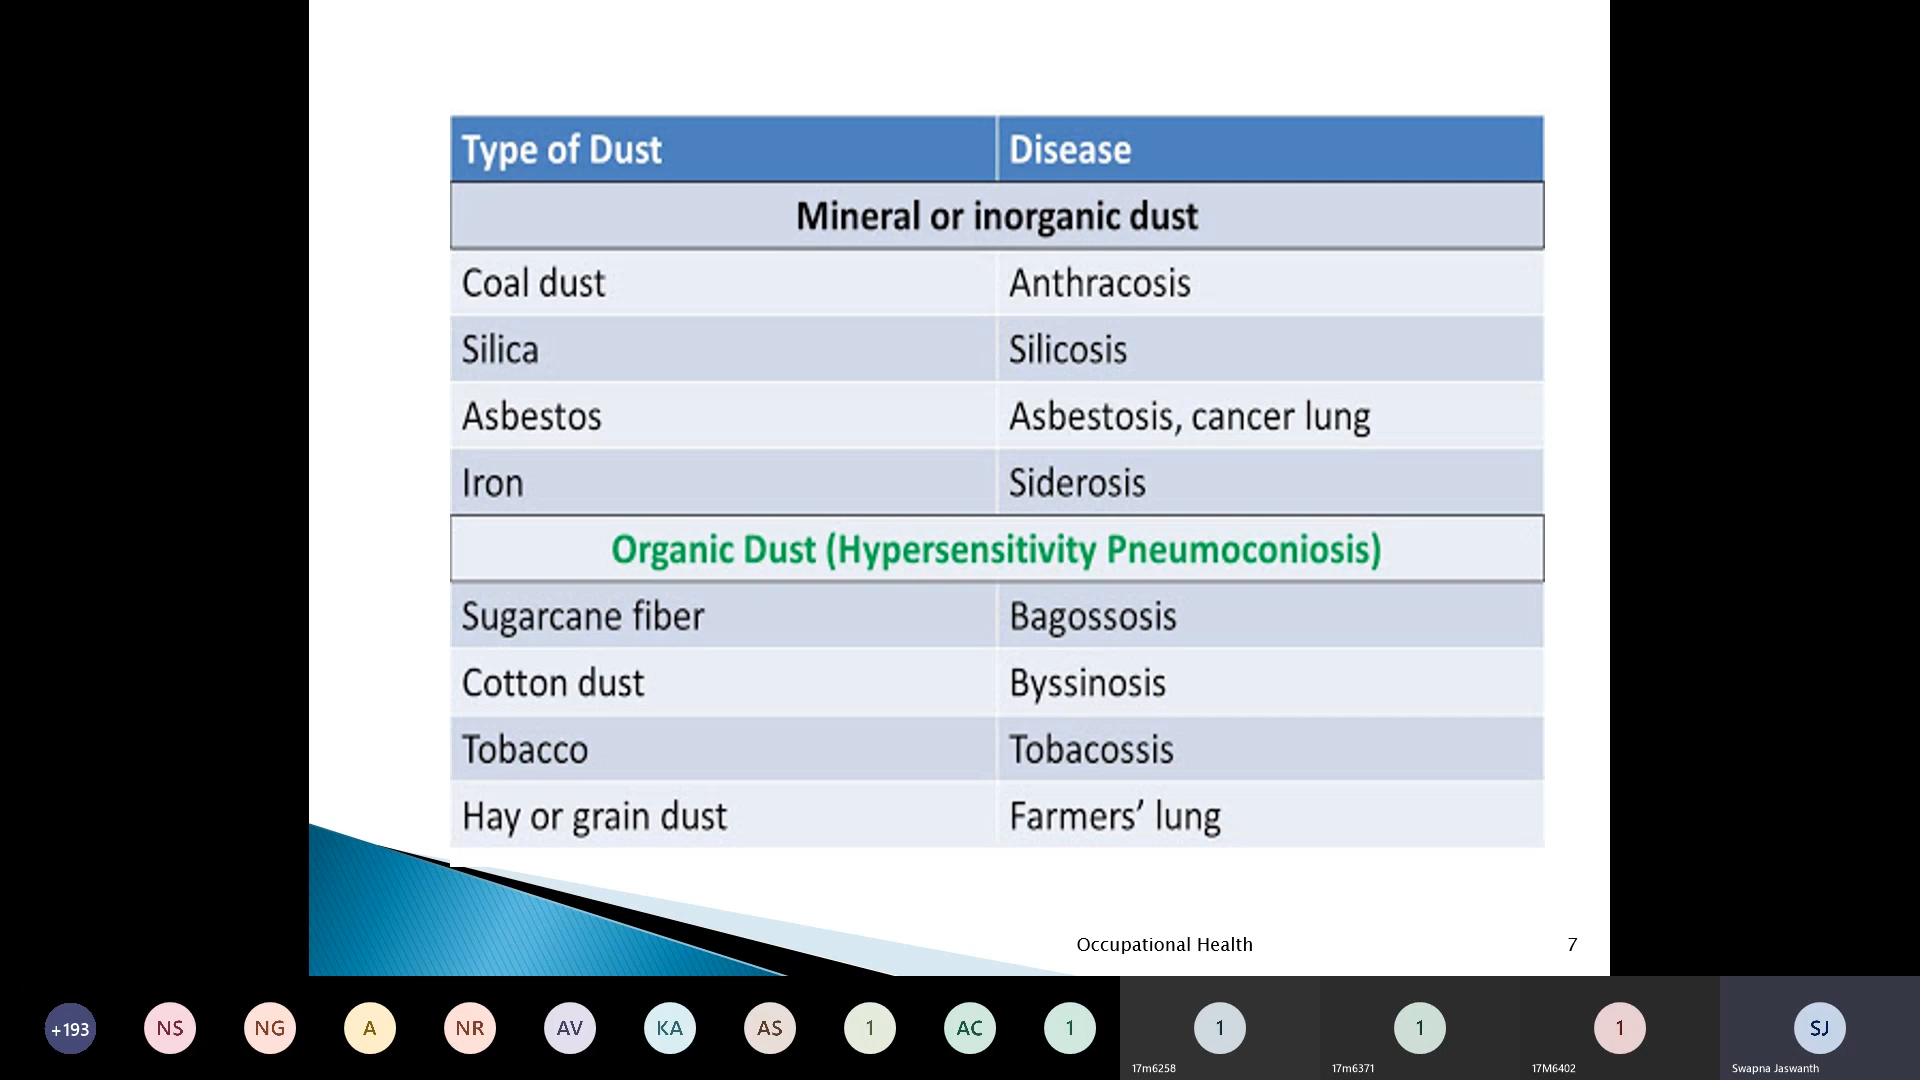 Type of Dust Disease
Mineral or inorganic dust
Coal dust Anthracosis
Silica Silicosis
Asbestos Asbestosis, cancer lung
Iron Siderosis
Organic Dust (Hypersensitivity Pneumoconiosis)
Sugarcane fiber Bagossosis
Cotton dust Byssinosis
Tobacco Tobacossis
Hay or grain dust Farmers’ lung
Occupational Health 7
+193 NS NG A NR AV KA AS 1 AC 1 1 1 1 SJ
17m6258 17m6371 17M6402 Swapna Jaswanth